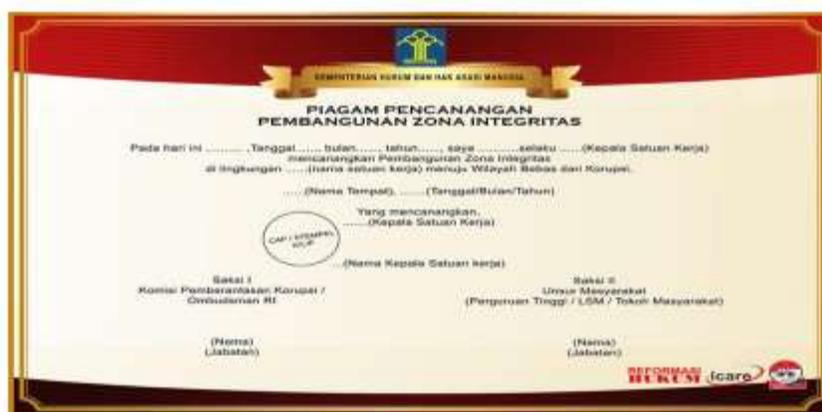 KEMENTERIAN HUKUM DAN HAK ASASI MANUSIA
PIAGAM PENCANANGAN
PEMBANGUNAN ZONA INTEGRITAS
Pada hari ini .......... ,Tanggal...... bulan...... tahun......, saya ..........selaku ......(Kepala Satuan Kerja)
mencanangkan Pembangunan Zona Integritas
di lingkungan ......(nama satuan kerja) menuju Wilayah Bebas dari Korupsi.
......(Nama Tempat), .......(Tanggal/Bulan/Tahun)
Yang mencanangkan,
.......(Kepala Satuan Kerja)
CAP / STEMPEL
...(Nama Kepala Satuan kerja)
Saksi I
Komisi Pemberantasan Korupsi /
Ombudsman RI
(Nama)
(Jabatan)
Saksi II
Unsur Masyarakat
(Perguruan Tinggi / LSM / Tokoh Masyarakat)
(Nama)
(Jabatan)
REFORMASI
HUKUM icare